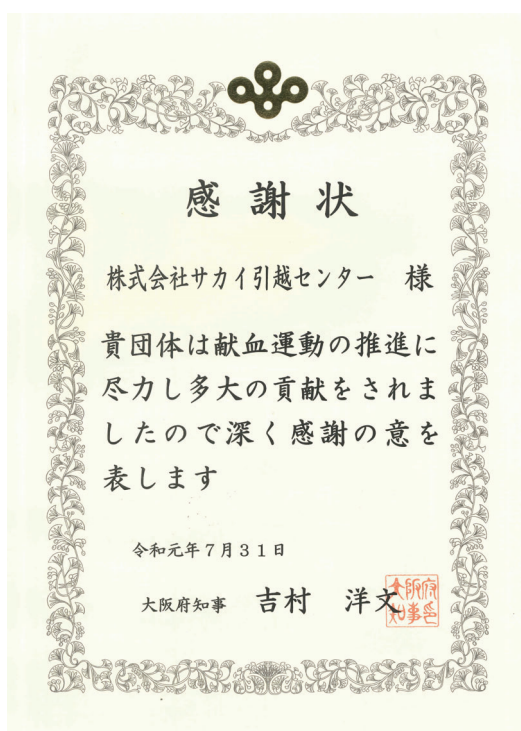 感謝状
株式会社サカイ引越センター 様
貴団体は献血運動の推進に
尽力し多大の貢献をされま
したので深く感謝の意を
表します
令和元年7月31日
大阪府知事 吉村 洋文
大阪府
知事印